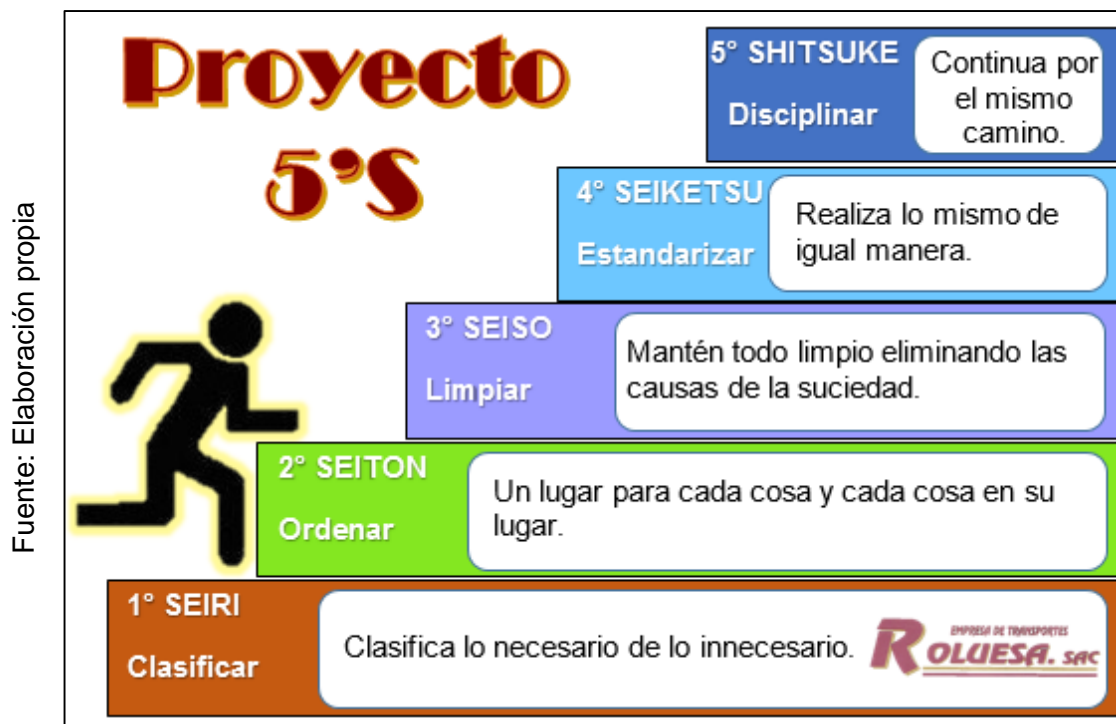 Proyecto
5'S
5° SHITSUKE
Disciplinar
Continua por
el mismo
camino.
4° SEIKETSU
Estandarizar
Realiza lo mismo de
igual manera.
3° SEISO
Limpiar
Mantén todo limpio eliminando las
causas de la suciedad.
2° SEITON
Ordenar
Un lugar para cada cosa y cada cosa en su
lugar.
1° SEIRI
Clasificar
Clasifica lo necesario de lo innecesario.
EMPRESA DE TRANSPORTES
ROLUESA. SAC
Fuente: Elaboración propia